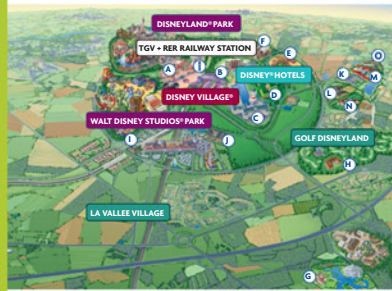 DISNEYLAND® PARK
F
TGV + RER RAILWAY STATION
E
O
A
J
B
DISNEY® HOTELS
K
M
DISNEY VILLAGE®
D
L
N
C
WALT DISNEY STUDIOS® PARK
I
J
GOLF DISNEYLAND
H
LA VALLEE VILLAGE
G